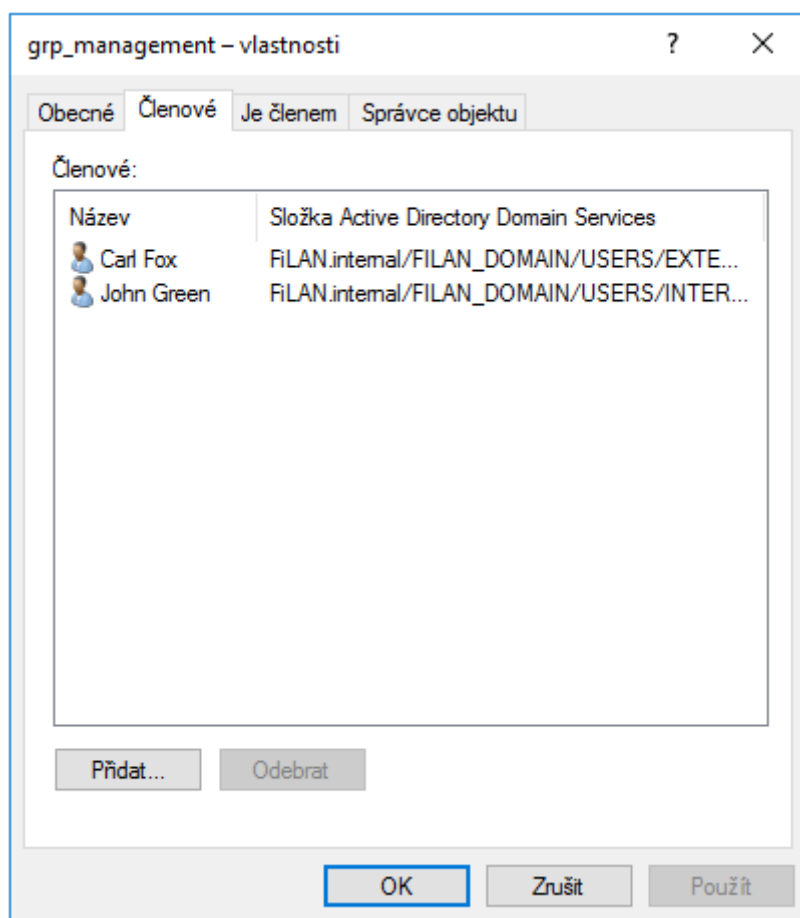 grp_management – vlastnosti ? ×
Obecné Členové Je členem Správce objektu
Členové:
Název Složka Active Directory Domain Services
Carl Fox FiLAN.internal/FILAN_DOMAIN/USERS/EXTE...
John Green FiLAN.internal/FILAN_DOMAIN/USERS/INTER...
Přidat... Odebrat
OK Zrušit Použít